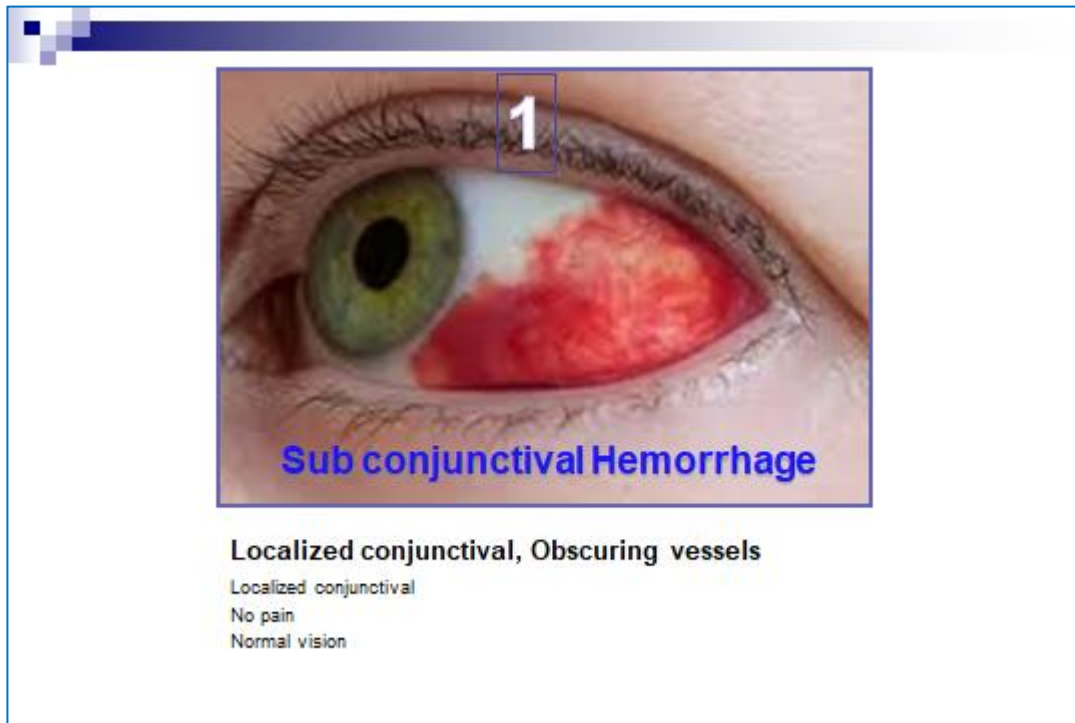 1
Sub conjunctival Hemorrhage
Localized conjunctival, Obscuring vessels
Localized conjunctival
No pain
Normal vision